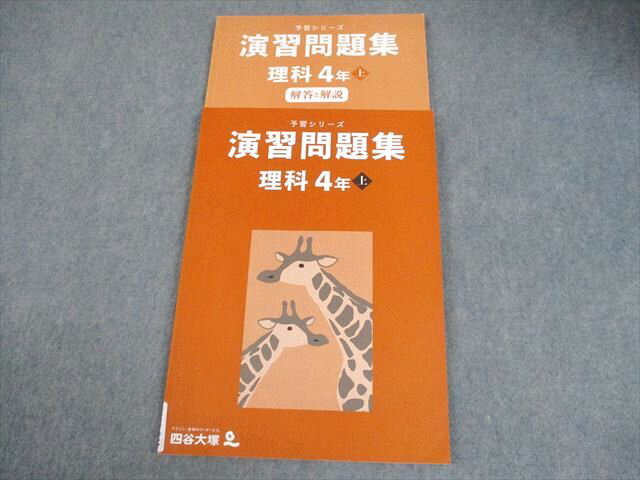 予習シリーズ
演習問題集
理科4年上
解答と解説
予習シリーズ
演習問題集
理科4年上
四谷大塚